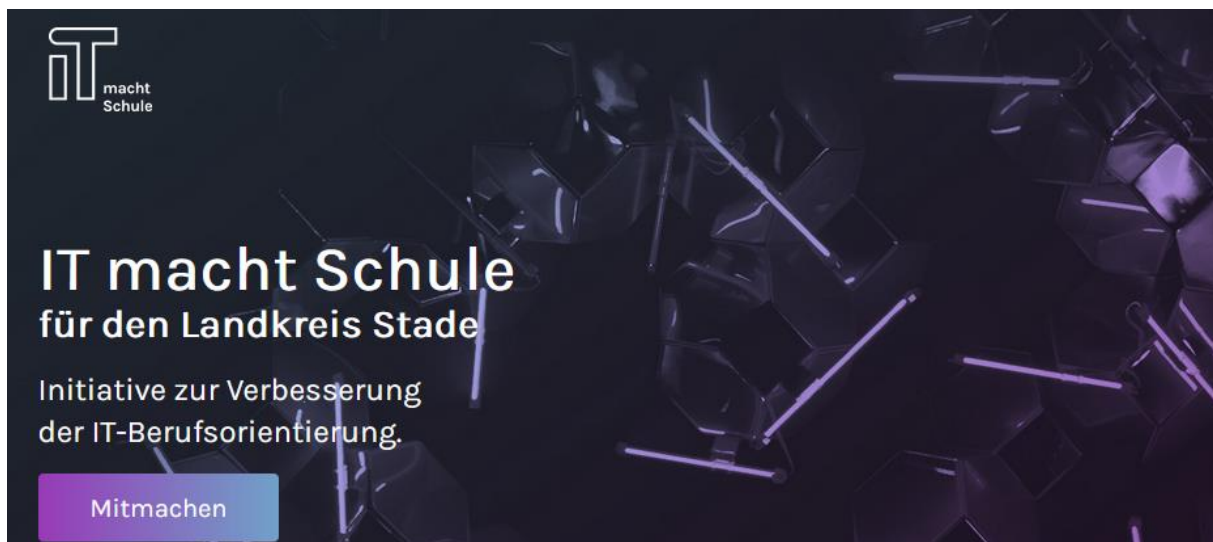 iT
macht
Schule
IT macht Schule
für den Landkreis Stade
Initiative zur Verbesserung
der IT-Berufsorientierung.
Mitmachen